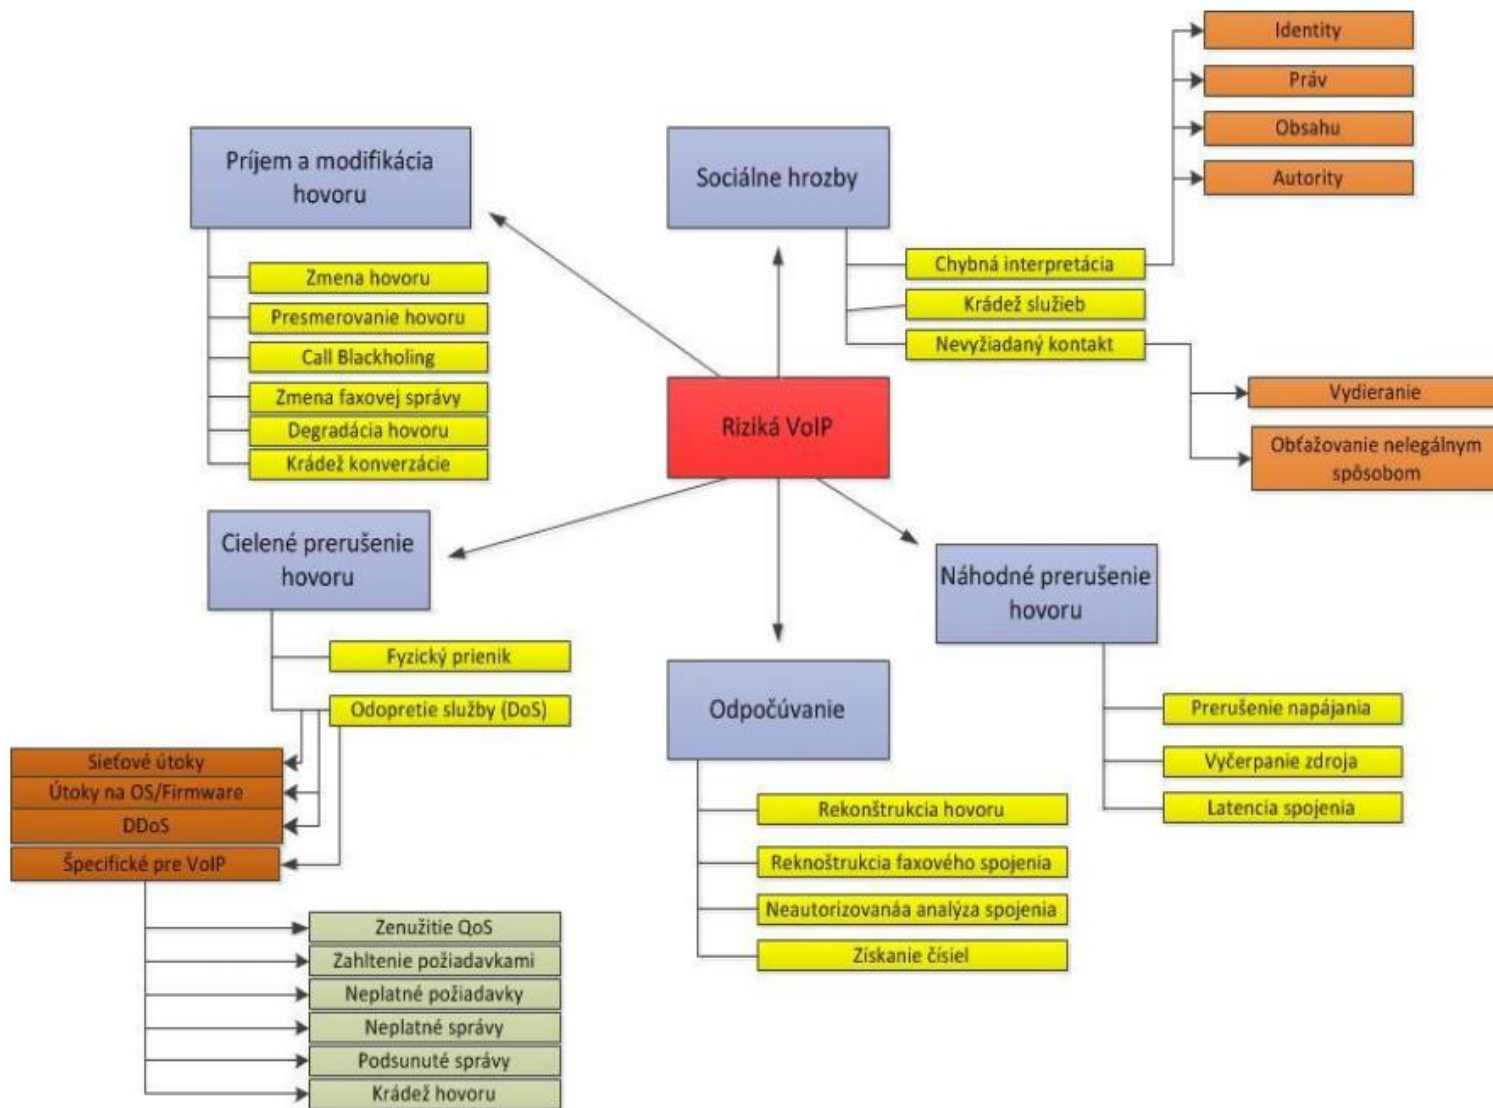 Identity
Práv
Obsahu
Autority
Príjem a modifikácia
hovoru
Sociálne hrozby
Zmena hovoru
Presmerovanie hovoru
Call Blackholing
Zmena faxovej správy
Degradácia hovoru
Krádež konverzácie
Chybná interpretácia
Krádež služieb
Nevyžiadaný kontakt
Vydieranie
Obťažovanie nelegálnym
spôsobom
Riziká VoIP
Cielené prerušenie
hovoru
Náhodné prerušenie
hovoru
Fyzický prienik
Odopretie služby (DoS)
Sieťové útoky
Útoky na OS/Firmware
DDoS
Špecifické pre VoIP
Zenužitie QoS
Zahltenie požiadavkami
Neplatné požiadavky
Neplatné správy
Podsunuté správy
Krádež hovoru
Odpočúvanie
Rekonštrukcia hovoru
Reknoštrukcia faxového spojenia
Neautorizovanáa analýza spojenia
Získanie čísiel
Prerušenie napájania
Vyčerpanie zdroja
Latencia spojenia